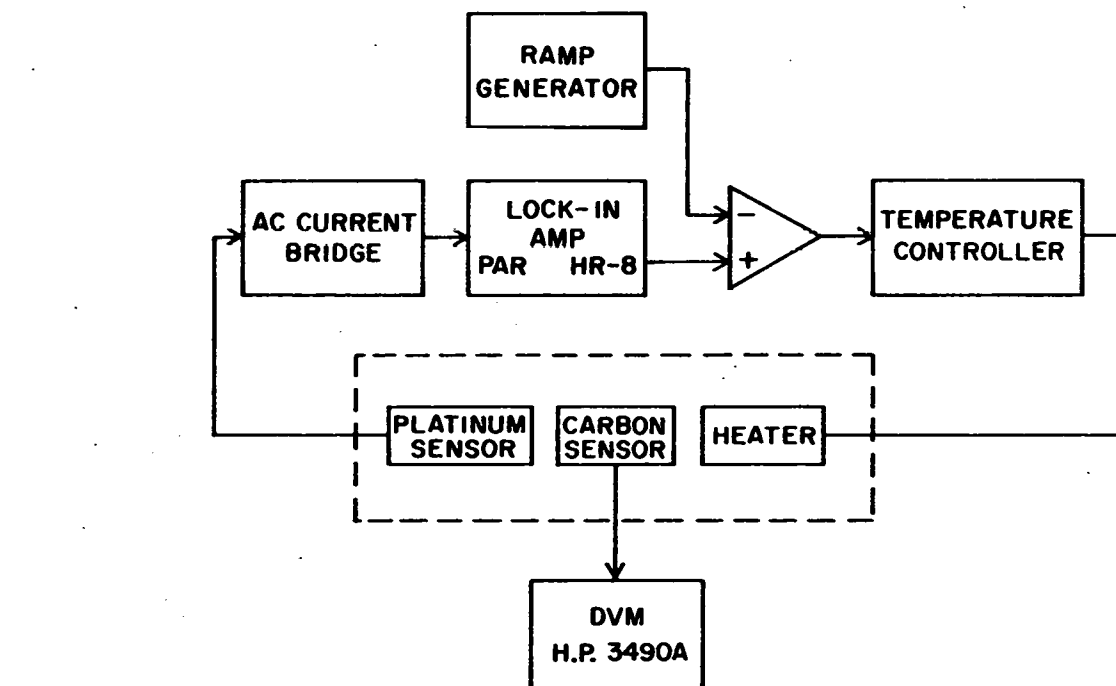 RAMP
GENERATOR
AC CURRENT
BRIDGE
LOCK-IN
AMP
PAR HR-8
−
+
TEMPERATURE
CONTROLLER
PLATINUM
SENSOR
CARBON
SENSOR
HEATER
DVM
H.P. 3490A